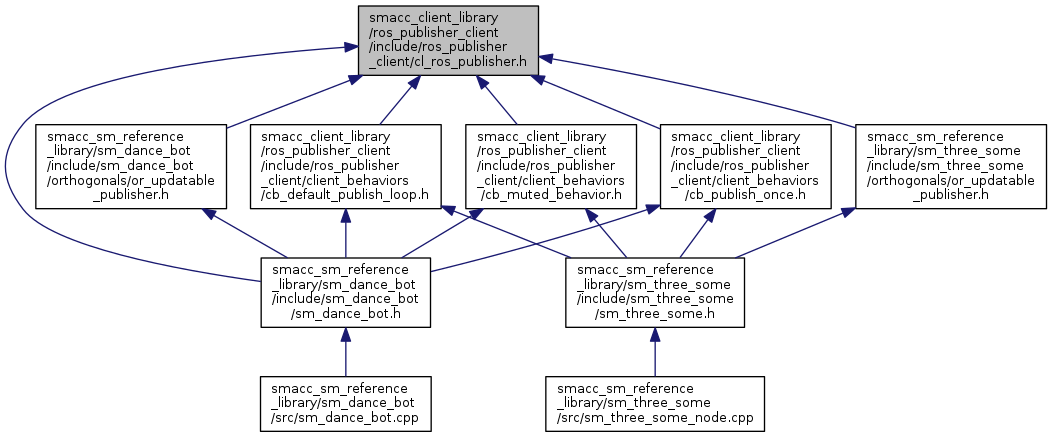 smacc_client_library
/ros_publisher_client
/include/ros_publisher
_client/cl_ros_publisher.h
smacc_sm_reference
_library/sm_dance_bot
/include/sm_dance_bot
/orthogonals/or_updatable
_publisher.h
smacc_client_library
/ros_publisher_client
/include/ros_publisher
_client/client_behaviors
/cb_default_publish_loop.h
smacc_client_library
/ros_publisher_client
/include/ros_publisher
_client/client_behaviors
/cb_muted_behavior.h
smacc_client_library
/ros_publisher_client
/include/ros_publisher
_client/client_behaviors
/cb_publish_once.h
smacc_sm_reference
_library/sm_three_some
/include/sm_three_some
/orthogonals/or_updatable
_publisher.h
smacc_sm_reference
_library/sm_dance_bot
/include/sm_dance_bot
/sm_dance_bot.h
smacc_sm_reference
_library/sm_three_some
/include/sm_three_some
/sm_three_some.h
smacc_sm_reference
_library/sm_dance_bot
/src/sm_dance_bot.cpp
smacc_sm_reference
_library/sm_three_some
/src/sm_three_some_node.cpp